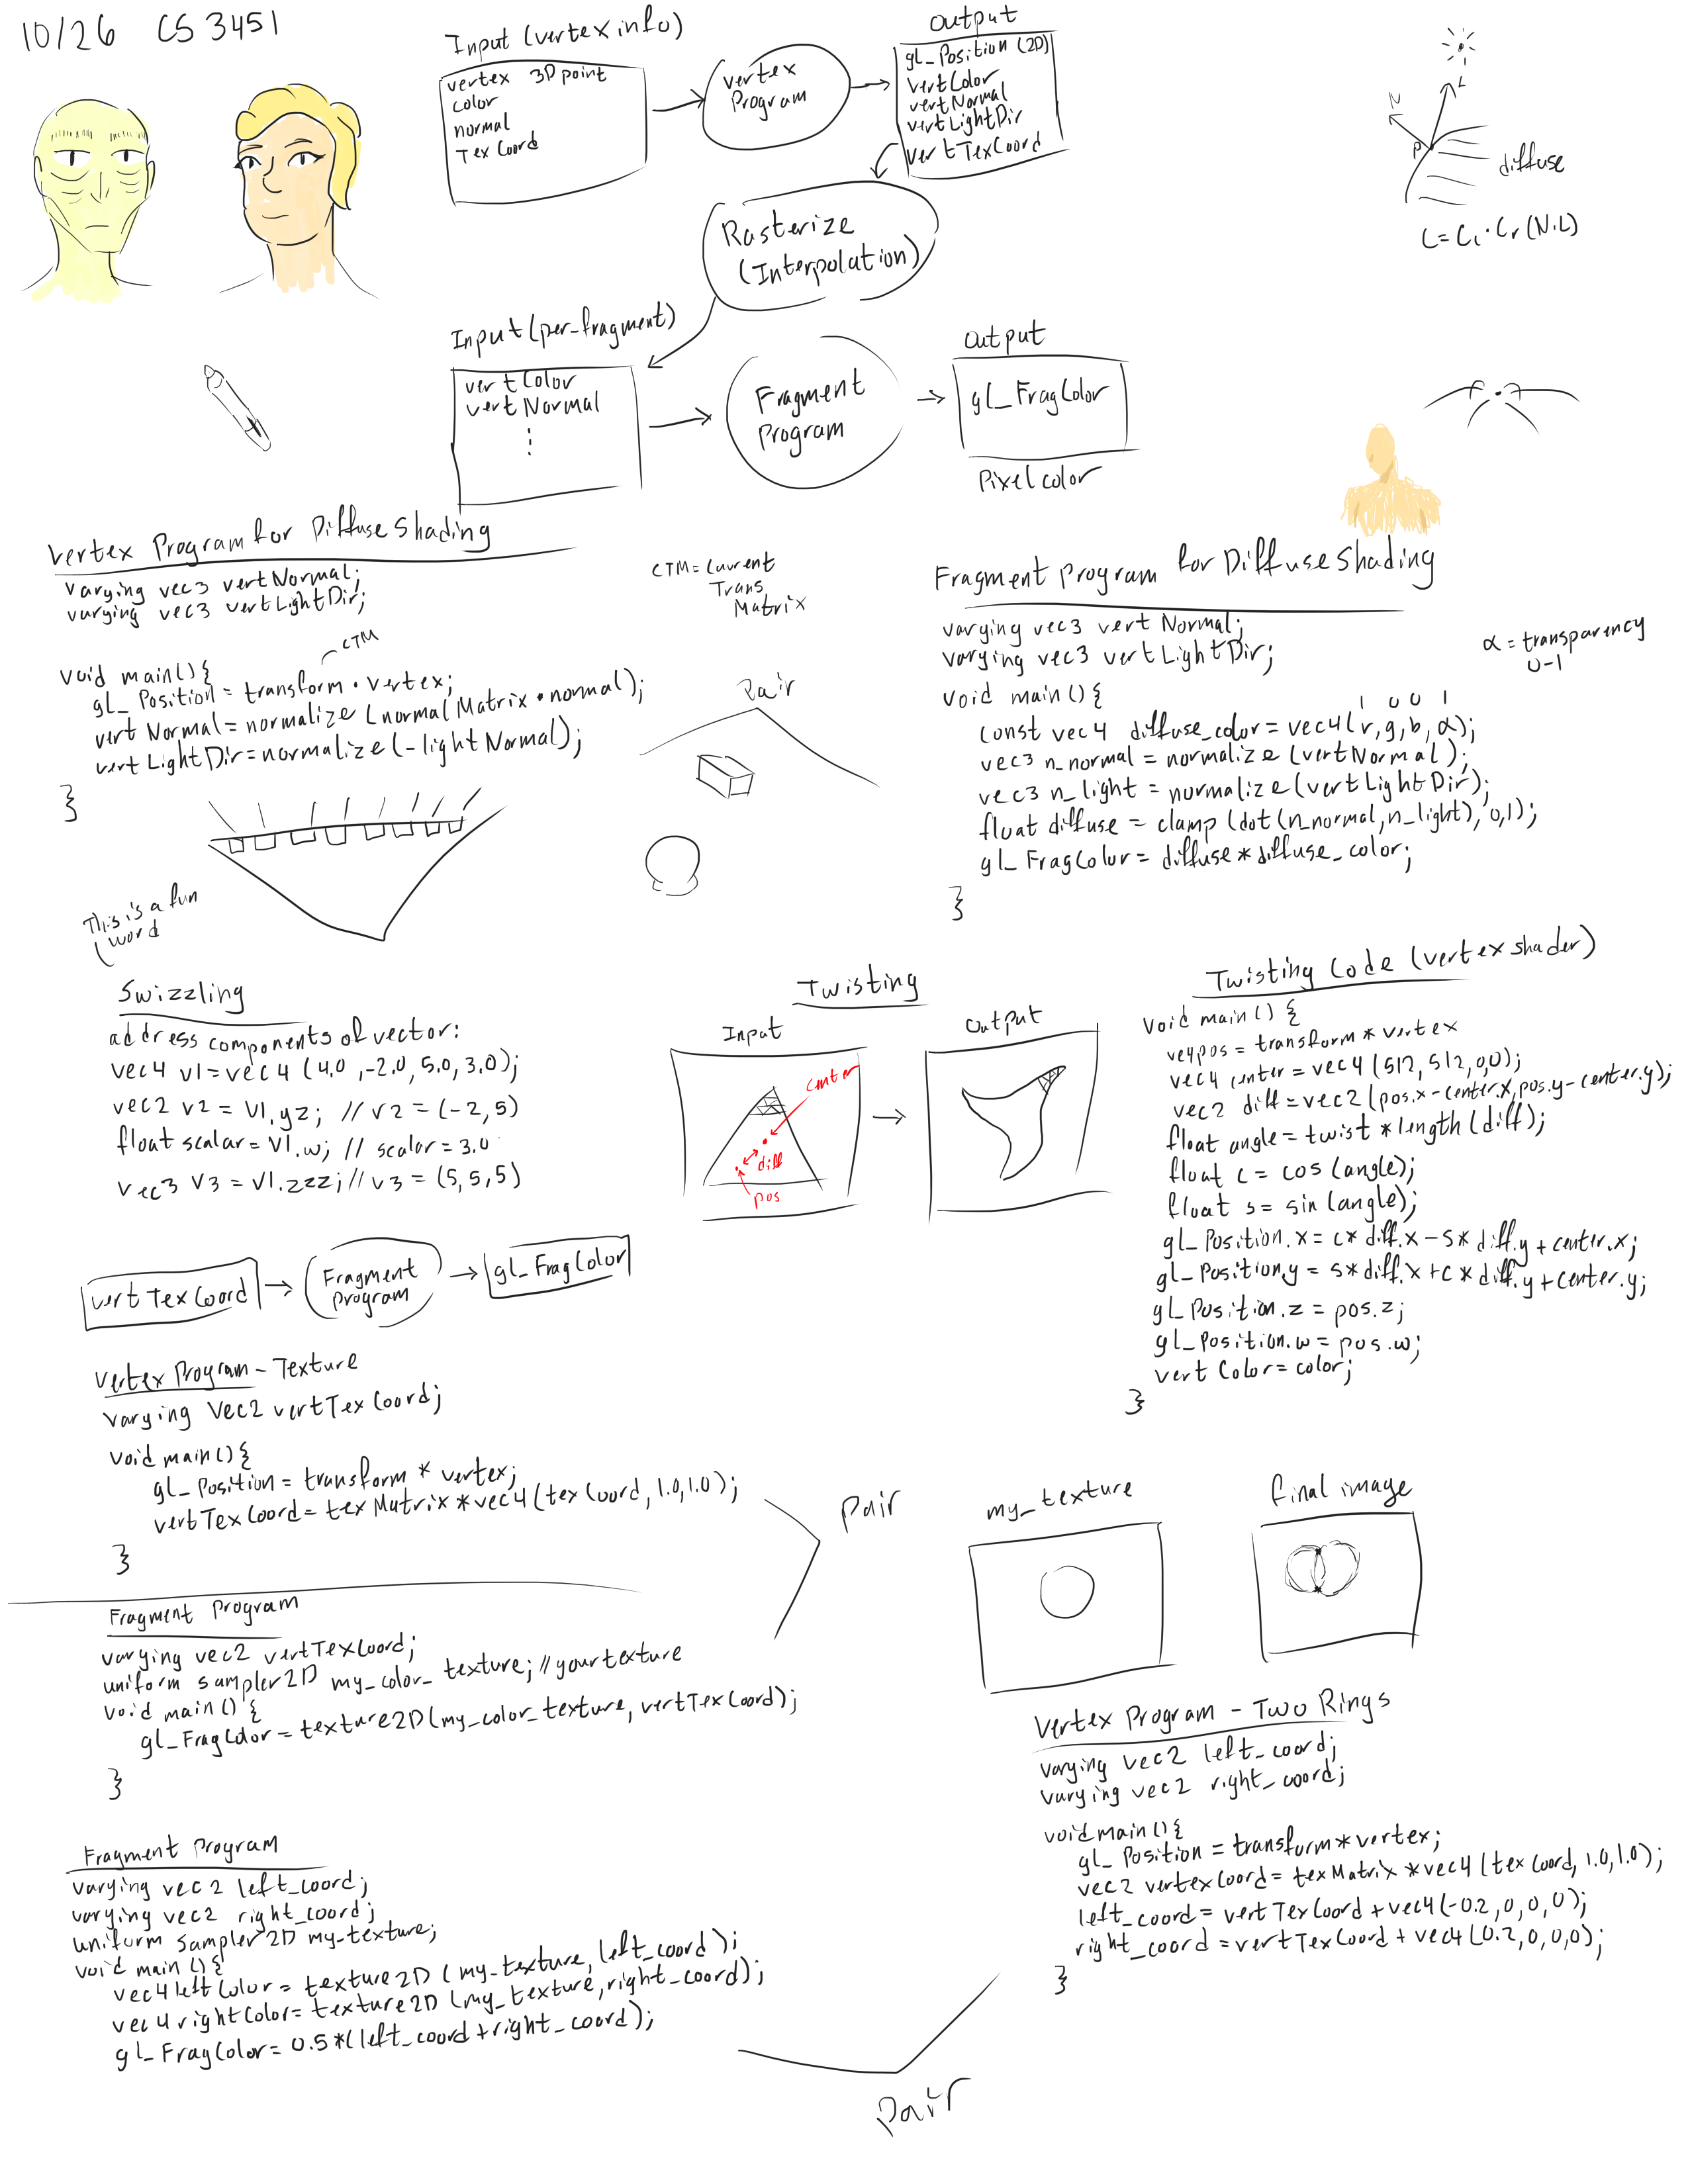 10/26 CS 3451
Input (vertex info)
vertex 3D point
color
normal
Tex Coord
vertex
Program
Output
gl_Position (2D)
vertColor
vertNormal
vertLightDir
vertTexCoord
Rasterize
(Interpolation)
N
L
P
diffuse
C = Cl · Cr (N·L)
Input (per_fragment)
vertColor
vertNormal
⋮
Fragment
Program
Output
gl_FragColor
Pixel color
Vertex Program for Diffuse Shading
varying vec3 vertNormal;
varying vec3 vertLightDir;
CTM
void main(){
gl_Position = transform · vertex;
vertNormal = normalize (normalMatrix · normal);
vertLightDir = normalize (-lightNormal);
}
CTM = Current
Trans
Matrix
Pair
Fragment Program for Diffuse Shading
varying vec3 vertNormal;
varying vec3 vertLightDir;
void main(){
1 0 0 1
const vec4 diffuse_color = vec4(r,g,b,α);
vec3 n_normal = normalize (vertNormal);
vec3 n_light = normalize (vertLightDir);
float diffuse = clamp (dot(n_normal,n_light), 0,1);
gl_FragColor = diffuse * diffuse_color;
}
α = transparency
0-1
This is a fun
word
Swizzling
address components of vector:
vec4 v1 = vec4 (4.0, -2.0, 5.0, 3.0);
vec2 v2 = v1.yz; // v2 = (-2,5)
float scalar = v1.w; // scalar = 3.0
vec3 v3 = v1.zzz; // v3 = (5,5,5)
Twisting
Input
center
diff
pos
Output
Twisting Code (vertex shader)
void main() {
ve4pos = transform * vertex
vec4 center = vec4 (512, 512, 0,0);
vec2 diff = vec2 (pos.x-center.x, pos.y-center.y);
float angle = twist * length (diff);
float c = cos (angle);
float s = sin (angle);
gl_Position.x = c* diff.x - s* diff.y + center.x;
gl_Position.y = s*diff.x + c* diff.y + center.y;
gl_Position.z = pos.z;
gl_Position.w = pos.w;
vertColor = color;
}
vertTexCoord
Fragment
Program
gl_FragColor
Vertex Program - Texture
varying vec2 vertTexCoord;
void main(){
gl_Position = transform * vertex;
vertTexCoord = texMatrix * vec4 (texCoord, 1.0,1.0);
}
Pair
Fragment Program
varying vec2 vertTexCoord;
uniform sampler2D my_color_texture; // your texture
void main() {
gl_FragColor = texture2D(my_color_texture, vertTexCoord);
}
my_texture
final image
Vertex Program - Two Rings
varying vec2 left_coord;
varying vec2 right_coord;
void main(){
gl_Position = transform * vertex;
vec2 vertexCoord = texMatrix * vec4 (texCoord, 1.0,1.0);
left_coord = vertTexCoord + vec4(-0.2, 0, 0, 0);
right_coord = vertTexCoord + vec4(0.2, 0,0,0);
}
Fragment Program
varying vec2 left_coord;
varying vec2 right_coord;
uniform sampler2D my_texture;
void main(){
vec4 leftColor = texture2D (my_texture, left_coord);
vec4 rightColor = texture2D (my_texture, right_coord);
gl_FragColor = 0.5 * (left_coord + right_coord);
Pair